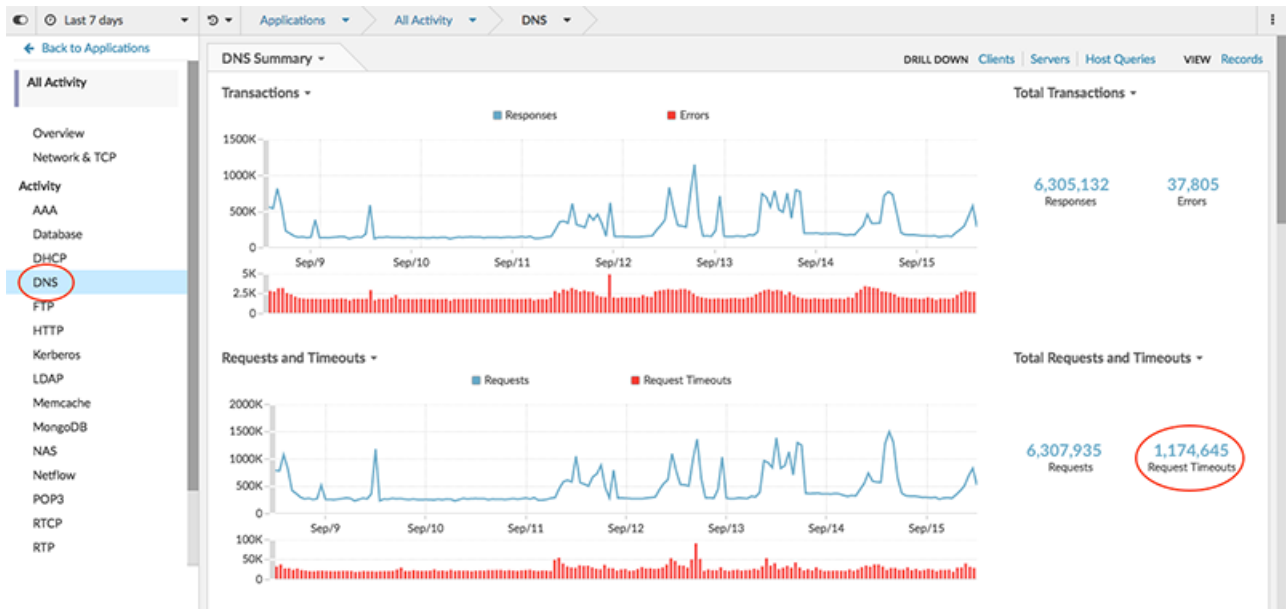 Last 7 days
Applications
All Activity
DNS
Back to Applications
All Activity
Overview
Network & TCP
Activity
AAA
Database
DHCP
DNS
FTP
HTTP
Kerberos
LDAP
Memcache
MongoDB
NAS
Netflow
POP3
RTCP
RTP
DNS Summary
DRILL DOWN Clients Servers Host Queries VIEW Records
Transactions
Responses Errors
1500K
1000K
500K
0
Sep/9 Sep/10 Sep/11 Sep/12 Sep/13 Sep/14 Sep/15
5K
2.5K
0
Total Transactions
6,305,132 37,805
Responses Errors
Requests and Timeouts
Requests Request Timeouts
2000K
1500K
1000K
500K
0
Sep/9 Sep/10 Sep/11 Sep/12 Sep/13 Sep/14 Sep/15
100K
50K
0
Total Requests and Timeouts
6,307,935 1,174,645
Requests Request Timeouts